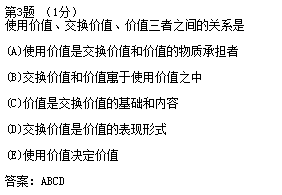 第3题 （1分）
使用价值、交换价值、价值三者之间的关系是
(A)使用价值是交换价值和价值的物质承担者
(B)交换价值和价值寓于使用价值之中
(C)价值是交换价值的基础和内容
(D)交换价值是价值的表现形式
(E)使用价值决定价值
答案：ABCD